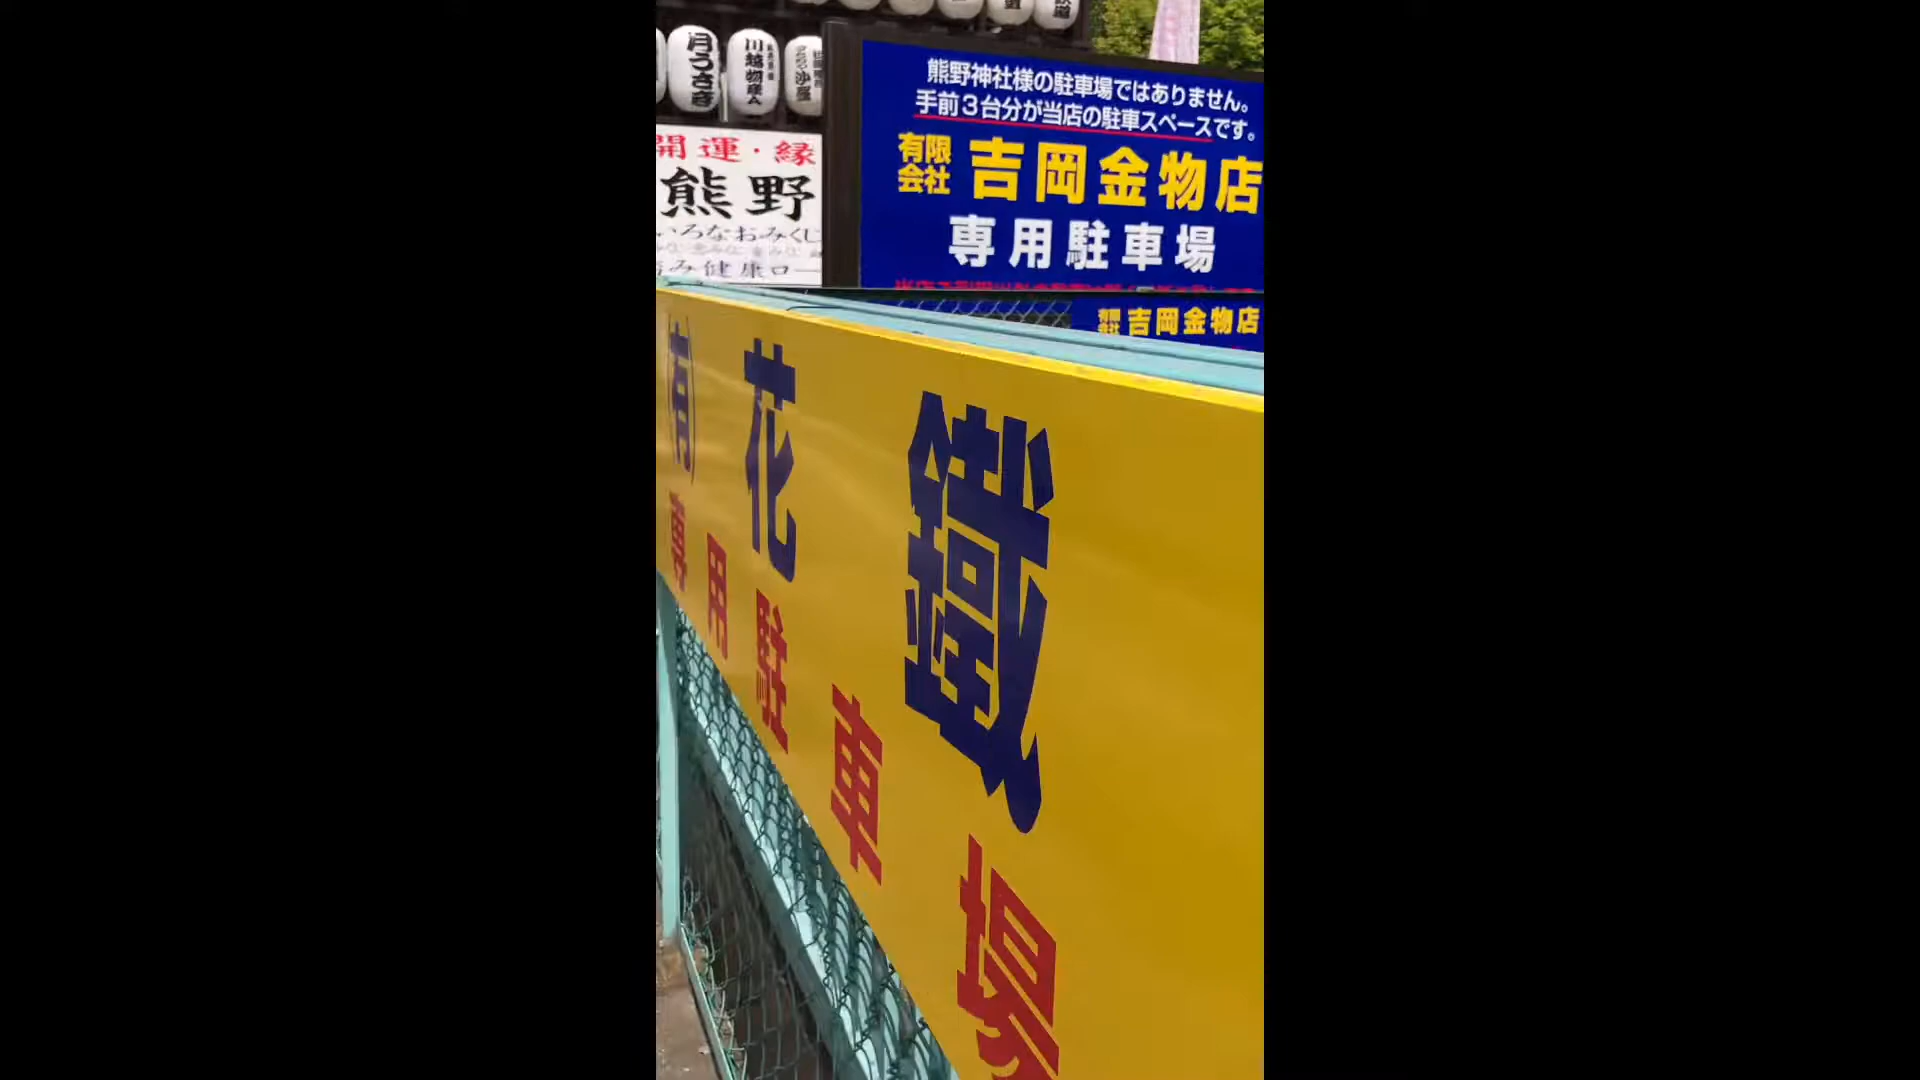 月うさぎ
川越物産
熊野神社様の駐車場ではありません。
手前3台分が当店の駐車スペースです。
有限会社 吉岡金物店
専用駐車場
開運・縁
熊野
いろなおみくじ
み健康ロー
有限会社 吉岡金物店
(有) 花 鐵
専用駐車場